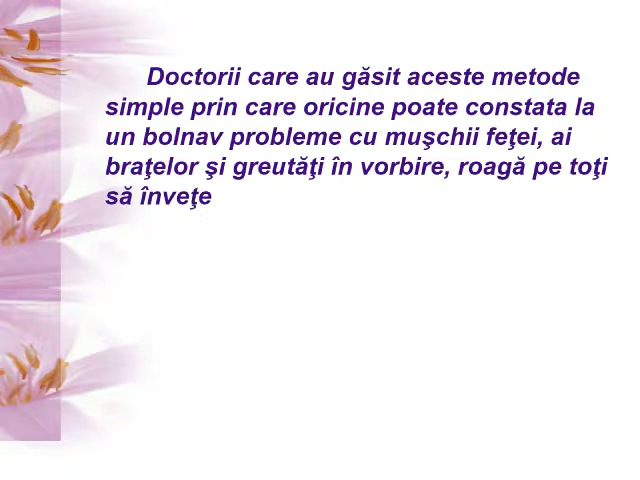 Doctorii care au găsit aceste metode
simple prin care oricine poate constata la
un bolnav probleme cu muşchii feţei, ai
braţelor şi greutăţi în vorbire, roagă pe toţi
să înveţe